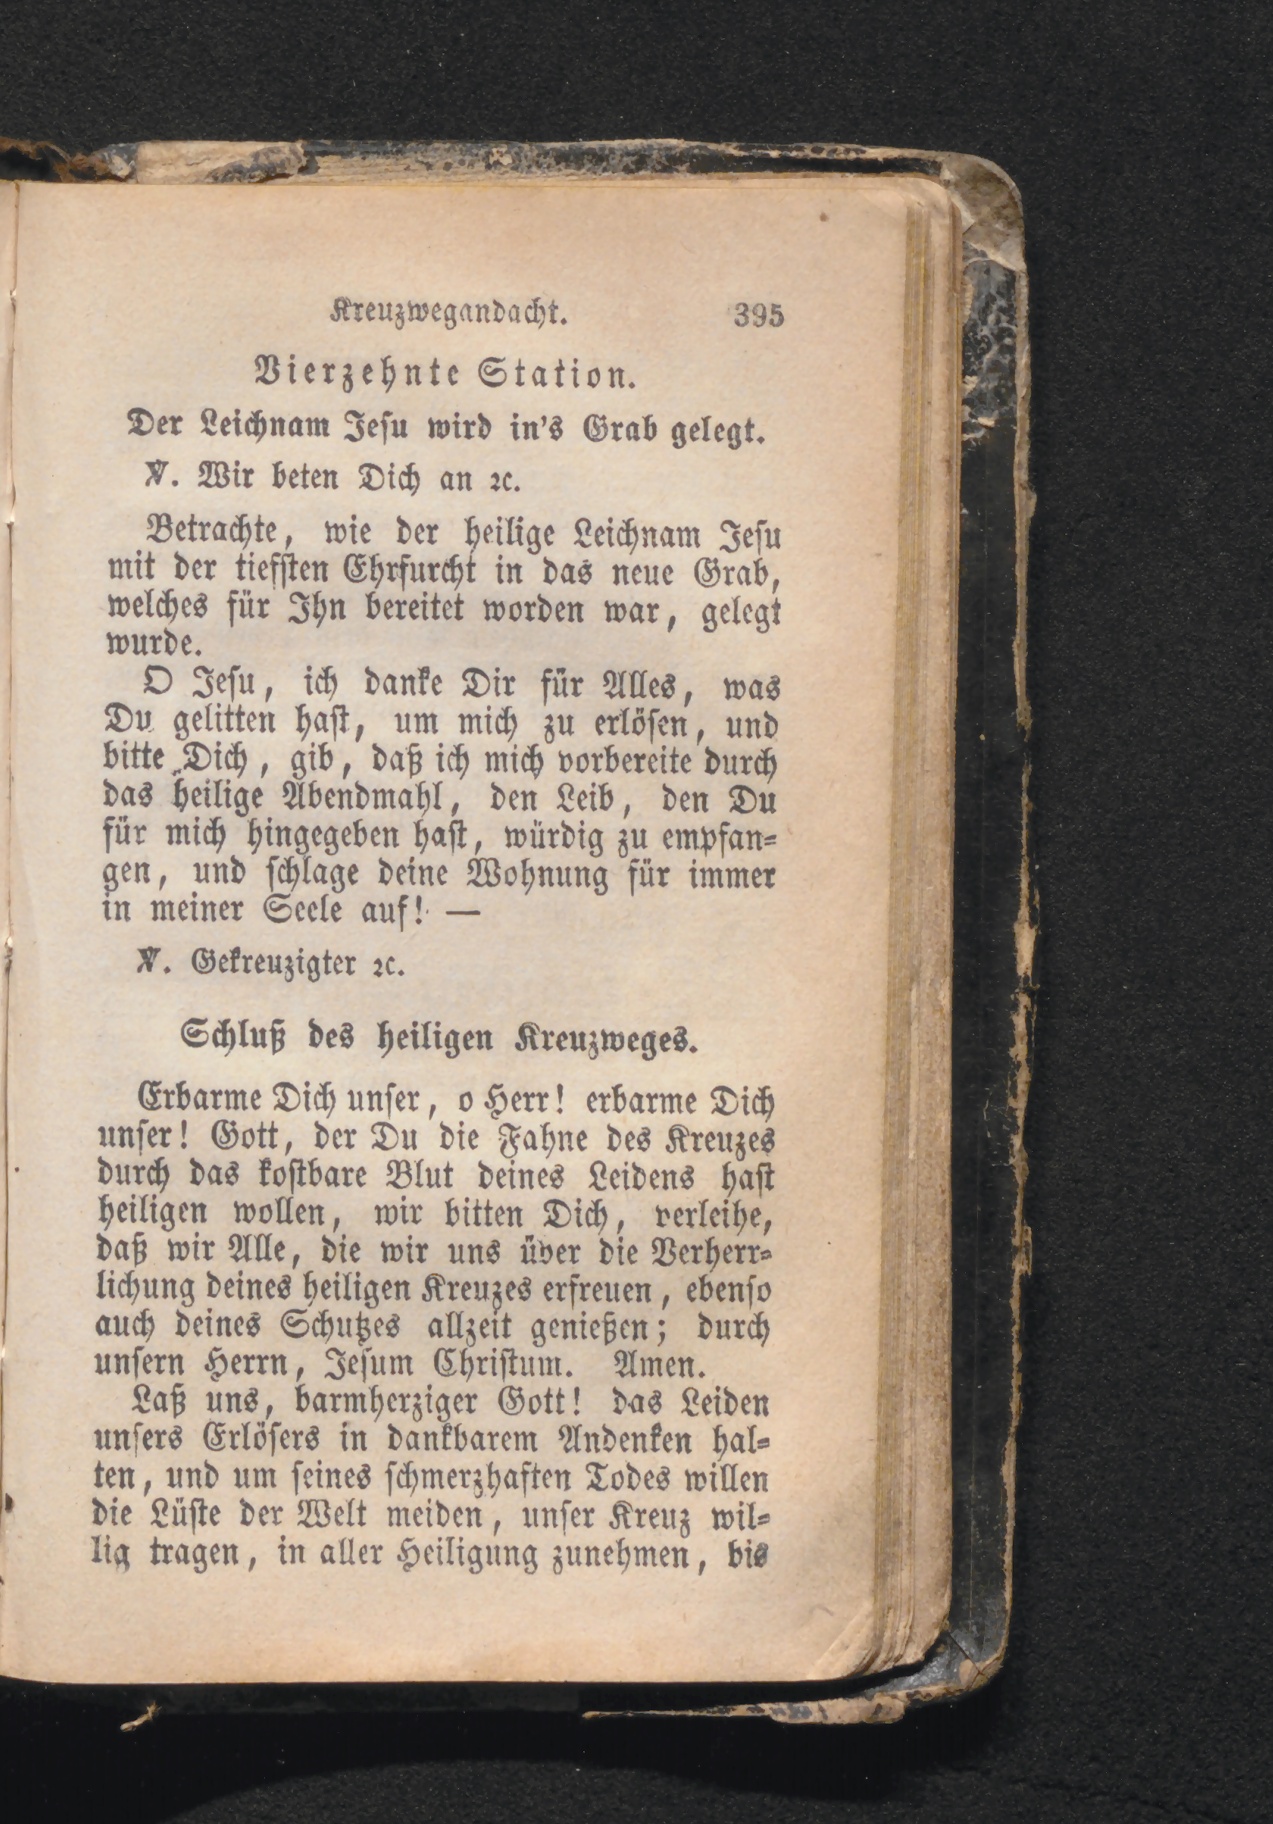 Kreuzwegandacht. 395
Vierzehnte Station.
Der Leichnam Jesu wird in's Grab gelegt.
℣. Wir beten Dich an ꝛc.
Betrachte, wie der heilige Leichnam Jesu
mit der tiefsten Ehrfurcht in das neue Grab,
welches für Ihn bereitet worden war, gelegt
wurde.
O Jesu, ich danke Dir für Alles, was
Du gelitten hast, um mich zu erlösen, und
bitte Dich, gib, daß ich mich vorbereite durch
das heilige Abendmahl, den Leib, den Du
für mich hingegeben hast, würdig zu empfan-
gen, und schlage deine Wohnung für immer
in meiner Seele auf! —
℣. Gekreuzigter ꝛc.
Schluß des heiligen Kreuzweges.
Erbarme Dich unser, o Herr! erbarme Dich
unser! Gott, der Du die Fahne des Kreuzes
durch das kostbare Blut deines Leidens hast
heiligen wollen, wir bitten Dich, verleihe,
daß wir Alle, die wir uns über die Verherr-
lichung deines heiligen Kreuzes erfreuen, ebenso
auch deines Schutzes allzeit genießen; durch
unsern Herrn, Jesum Christum. Amen.
Laß uns, barmherziger Gott! das Leiden
unsers Erlösers in dankbarem Andenken hal-
ten, und um seines schmerzhaften Todes willen
die Lüste der Welt meiden, unser Kreuz wil-
lig tragen, in aller Heiligung zunehmen, bis